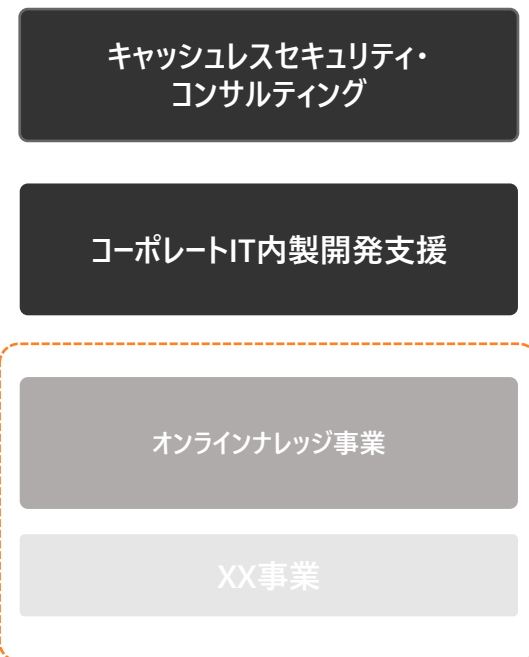 キャッシュレスセキュリティ・
コンサルティング
コーポレートIT内製開発支援
オンラインナレッジ事業
XX事業